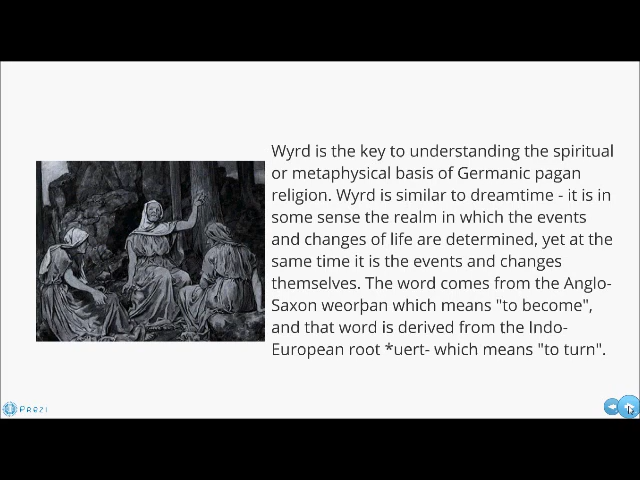 Wyrd is the key to understanding the spiritual
or metaphysical basis of Germanic pagan
religion. Wyrd is similar to dreamtime - it is in
some sense the realm in which the events
and changes of life are determined, yet at the
same time it is the events and changes
themselves. The word comes from the Anglo-
Saxon weorþan which means "to become",
and that word is derived from the Indo-
European root *uert- which means "to turn".
Prezi